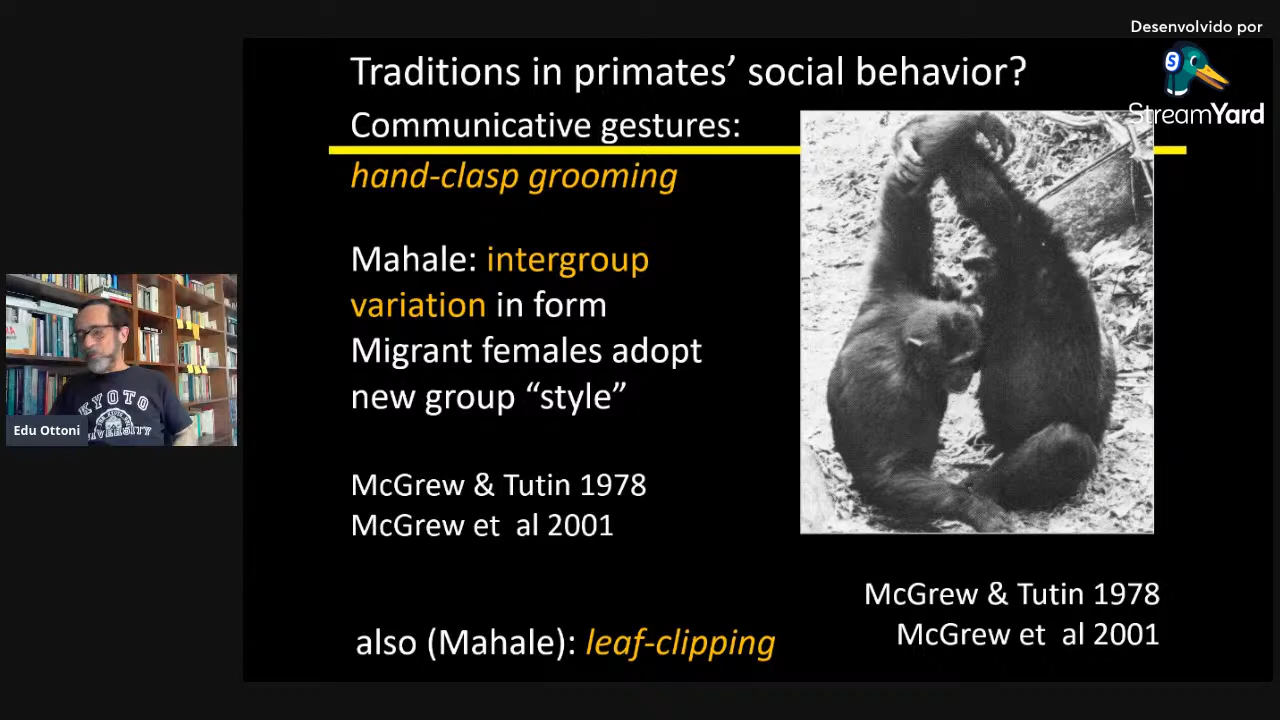 Desenvolvido por
StreamYard
Traditions in primates’ social behavior?
Communicative gestures:
hand-clasp grooming
Mahale: intergroup
variation in form
Migrant females adopt
new group “style”
McGrew & Tutin 1978
McGrew et al 2001
McGrew & Tutin 1978
McGrew et al 2001
also (Mahale): leaf-clipping
KYOTO
UNIVERSITY
Edu Ottoni